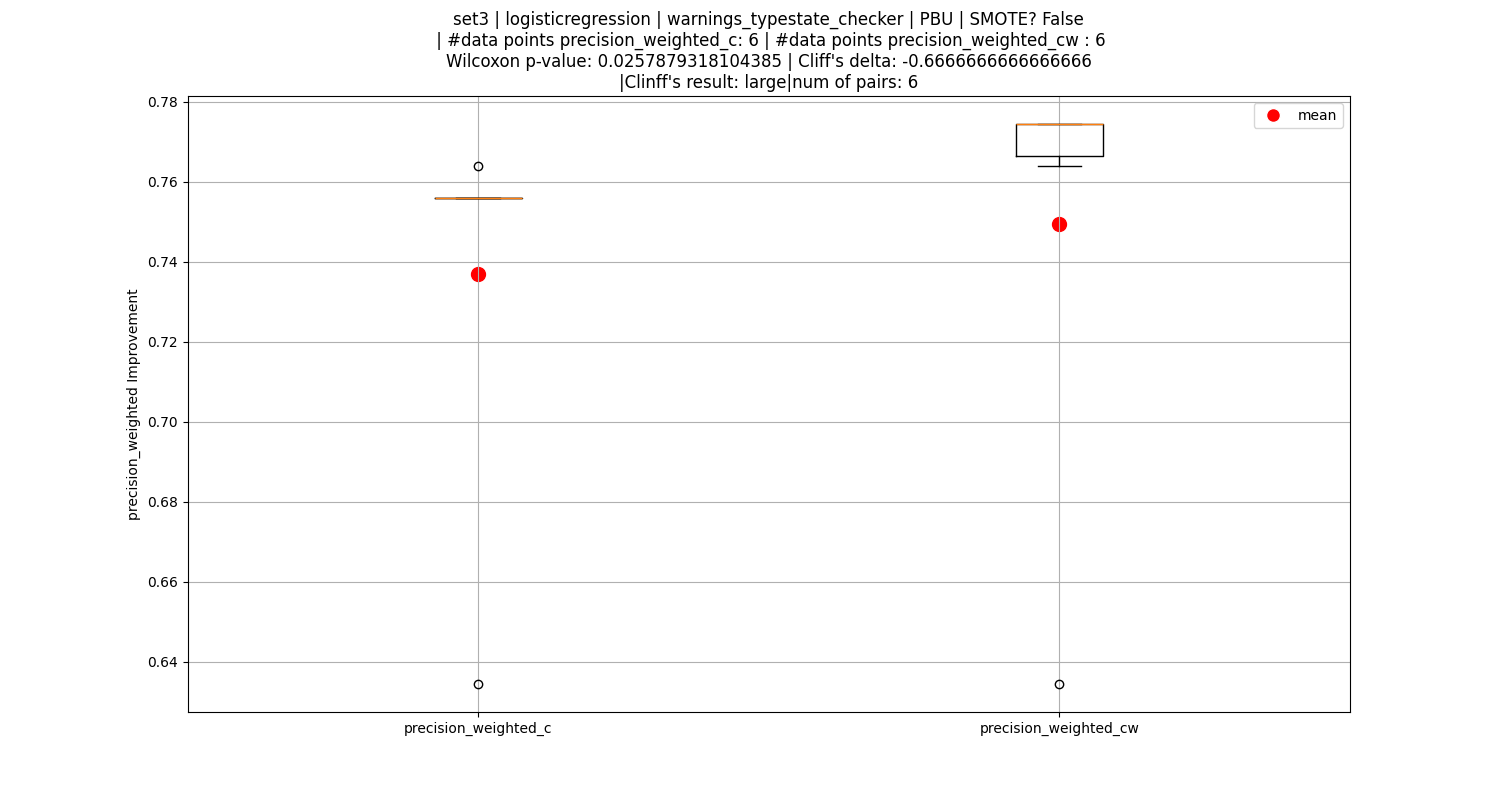 set3 | logisticregression | warnings_typestate_checker | PBU | SMOTE? False
| #data points precision_weighted_c: 6 | #data points precision_weighted_cw : 6
Wilcoxon p-value: 0.0257879318104385 | Cliff's delta: -0.6666666666666666
|Clinff's result: large|num of pairs: 6
0.78
mean
0.76
0.74
0.72
0.70
0.68
0.66
0.64
precision_weighted Improvement
precision_weighted_c
precision_weighted_cw